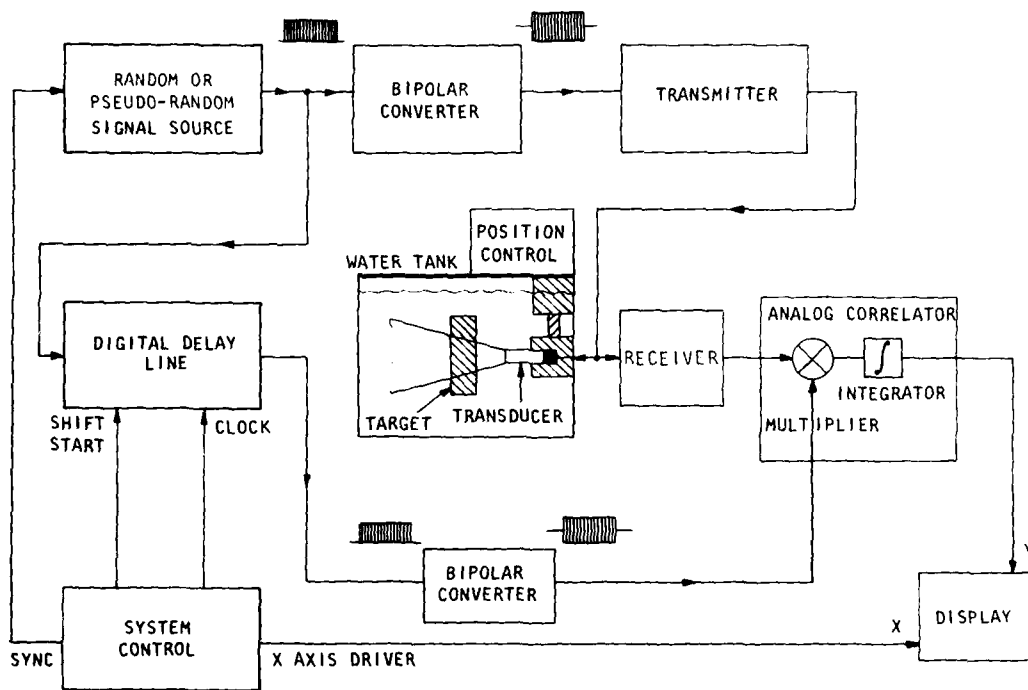 RANDOM OR
PSEUDO-RANDOM
SIGNAL SOURCE
BIPOLAR
CONVERTER
TRANSMITTER
POSITION
CONTROL
WATER TANK
TARGET
TRANSDUCER
RECEIVER
ANALOG CORRELATOR
∫
INTEGRATOR
MULTIPLIER
DIGITAL DELAY
LINE
SHIFT
START
CLOCK
BIPOLAR
CONVERTER
SYSTEM
CONTROL
SYNC
X AXIS DRIVER
X
Y
DISPLAY